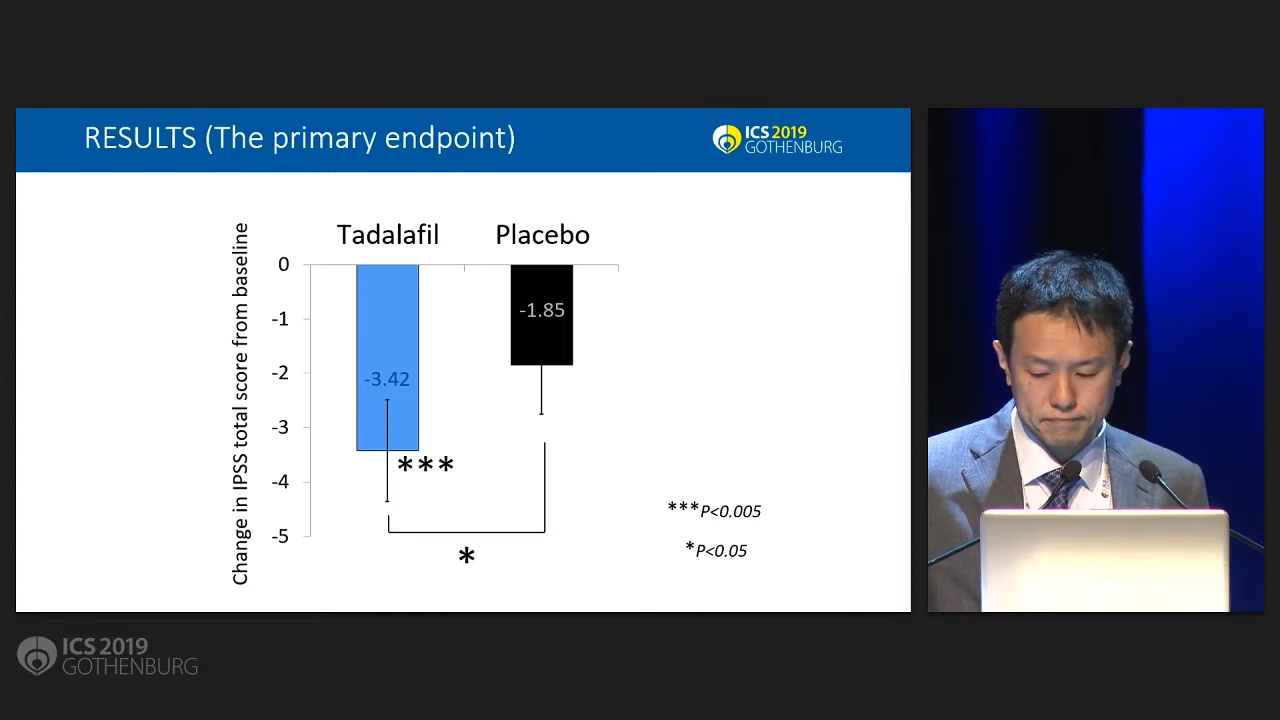 RESULTS (The primary endpoint)
ICS 2019
GOTHENBURG
Tadalafil
Placebo
Change in IPSS total score from baseline
0
-1
-2
-3
-4
-5
-3.42
-1.85
***
*
***P<0.005
*P<0.05
ICS 2019
GOTHENBURG